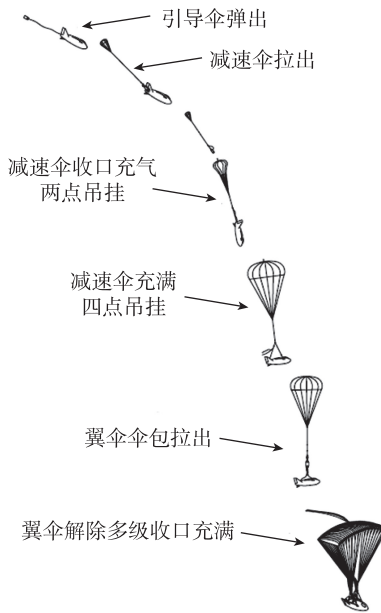 引导伞弹出
减速伞拉出
减速伞收口充气
两点吊挂
减速伞充满
四点吊挂
翼伞伞包拉出
翼伞解除多级收口充满